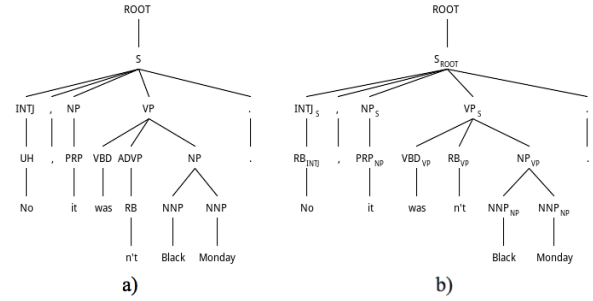 ROOT ROOT
S S_ROOT
INTJ , NP VP . INTJ_S , NP_S VP_S .
UH , PRP VBD ADVP NP . RB_INTJ , PRP_NP VBD_VP RB_VP NP_VP .
No it was RB NNP NNP No it was n't NNP_NP NNP_NP
n't Black Monday Black Monday
a) b)